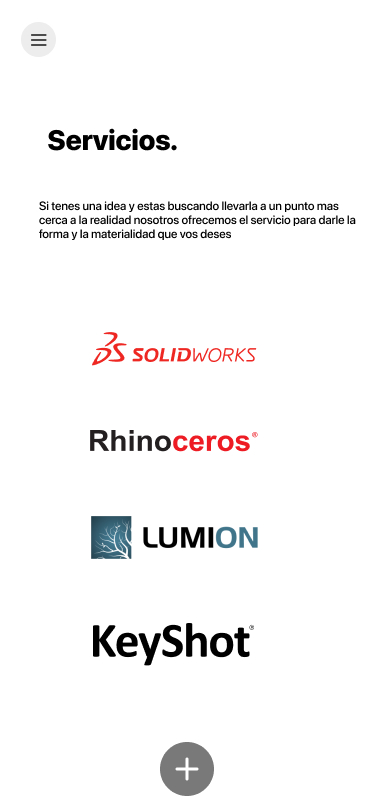 Servicios.
Si tenes una idea y estas buscando llevarla a un punto mas
cerca a la realidad nosotros ofrecemos el servicio para darle la
forma y la materialidad que vos deses
SOLIDWORKS
Rhinoceros®
LUMION
KeyShot®